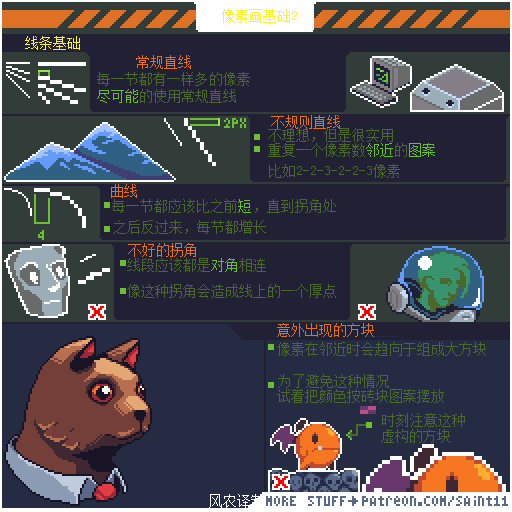 像素画基础2
线条基础
常规直线
每一节都有一样多的像素
尽可能的使用常规直线
2PX
不规则直线
不理想，但是很实用
重复一个像素数邻近的图案
比如2-2-3-2-2-3像素
曲线
每一节都应该比之前短，直到拐角处
之后反过来，每节都增长
4
不好的拐角
线段应该都是对角相连
像这种拐角会造成线上的一个厚点
意外出现的方块
像素在邻近时会趋向于组成大方块
为了避免这种情况
试着把颜色按砖块图案摆放
时刻注意这种
虚构的方块
风农译制
MORE STUFF→PATREON.COM/SAINT11